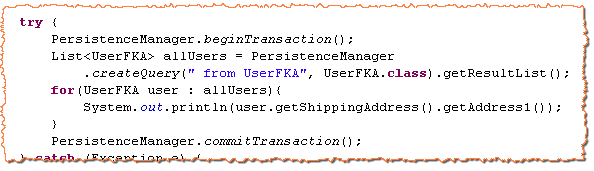 try {
PersistenceManager.beginTransaction();
List<UserFKA> allUsers = PersistenceManager
.createQuery(" from UserFKA", UserFKA.class).getResultList();
for(UserFKA user : allUsers){
System.out.println(user.getShippingAddress().getAddress1());
}
PersistenceManager.commitTransaction();
} catch (Exception e) {